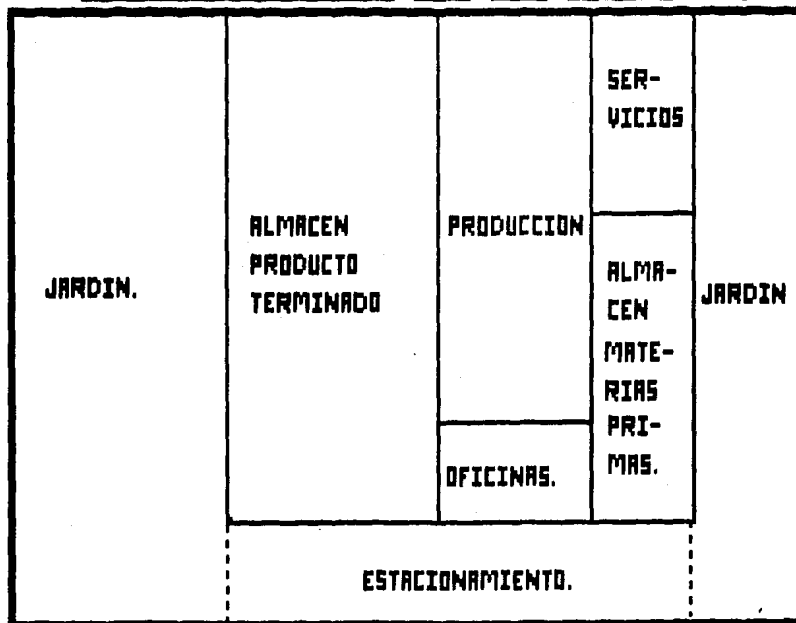 JARDIN.
ALMACEN
PRODUCTO
TERMINADO
PRODUCCION
OFICINAS.
SER-
VICIOS
ALMA-
CEN
MATE-
RIAS
PRI-
MAS.
JARDIN
ESTACIONAMIENTO.